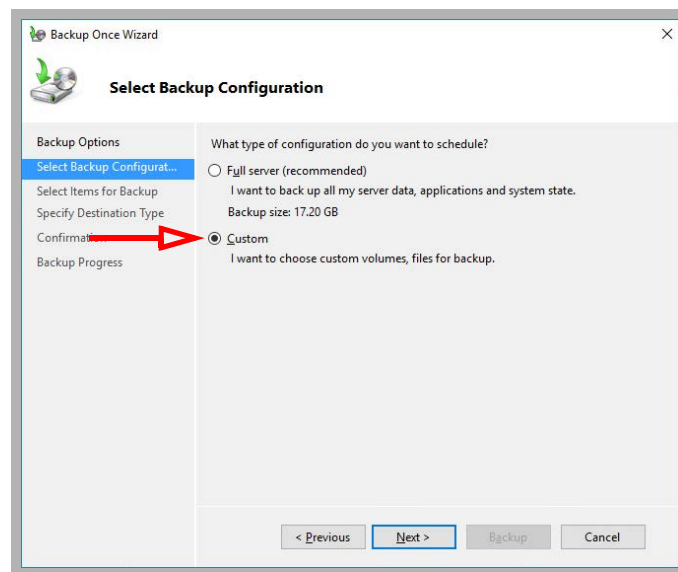 Backup Once Wizard
Select Backup Configuration
Backup Options
Select Backup Configurat...
Select Items for Backup
Specify Destination Type
Confirmation
Backup Progress
What type of configuration do you want to schedule?
Full server (recommended)
I want to back up all my server data, applications and system state.
Backup size: 17.20 GB
Custom
I want to choose custom volumes, files for backup.
< Previous
Next >
Backup
Cancel